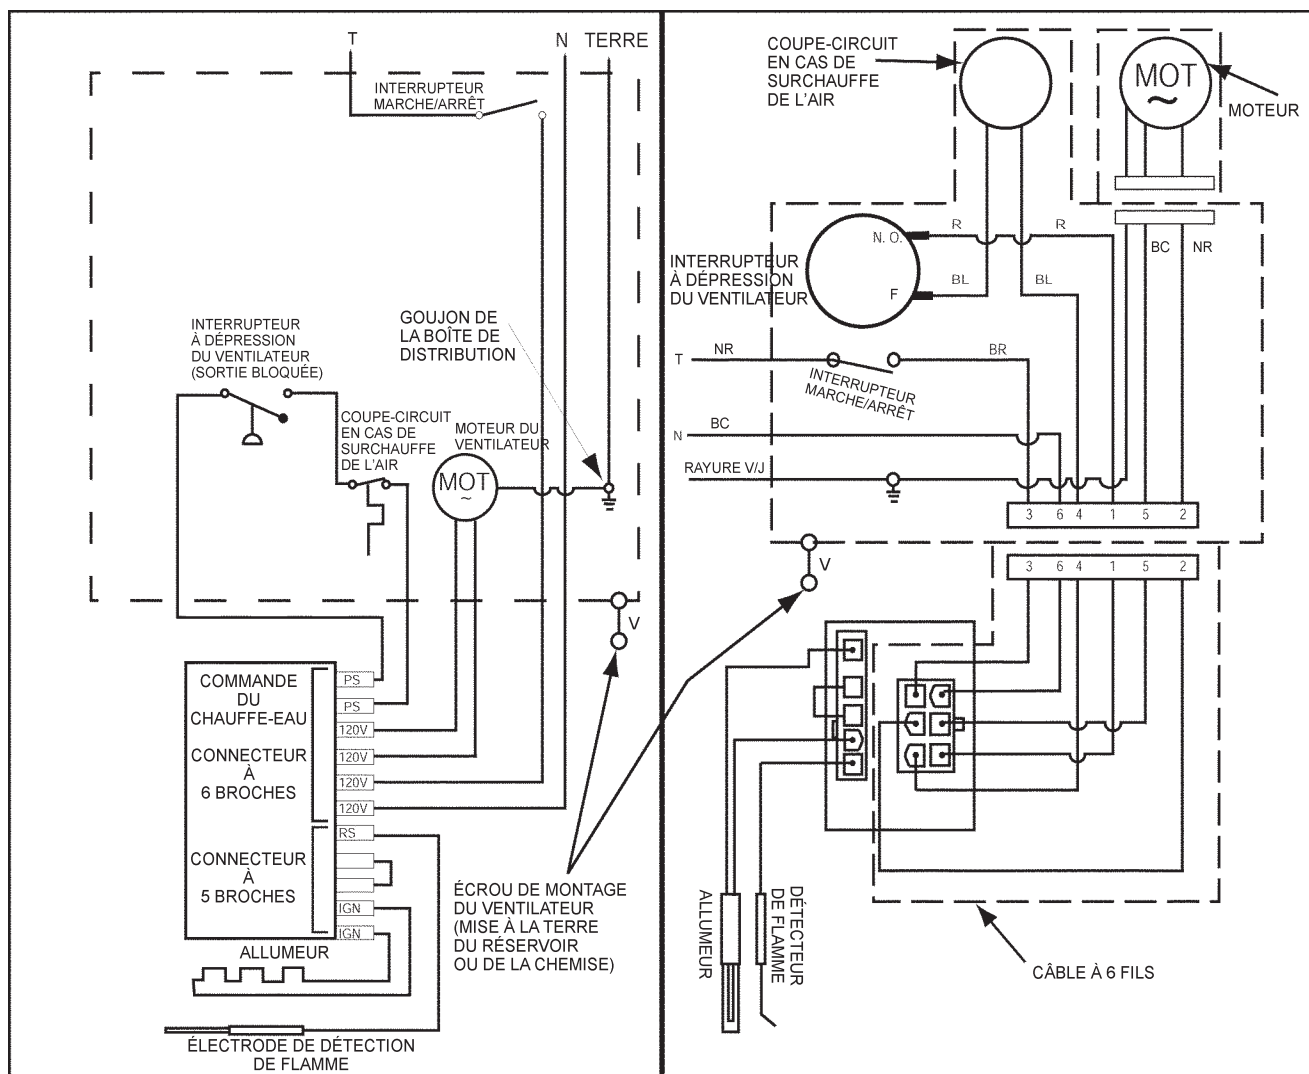 T
N
TERRE
INTERRUPTEUR
MARCHE/ARRÊT
INTERRUPTEUR
À DÉPRESSION
DU VENTILATEUR
(SORTIE BLOQUÉE)
GOUJON DE
LA BOÎTE DE
DISTRIBUTION
COUPE-CIRCUIT
EN CAS DE
SURCHAUFFE
DE L'AIR
MOTEUR DU
VENTILATEUR
MOT
~
V
COMMANDE
DU
CHAUFFE-EAU
CONNECTEUR
À
6 BROCHES
CONNECTEUR
À
5 BROCHES
PS
PS
120V
120V
120V
120V
RS
IGN
IGN
ALLUMEUR
ÉLECTRODE DE DÉTECTION
DE FLAMME
ÉCROU DE MONTAGE
DU VENTILATEUR
(MISE À LA TERRE
DU RÉSERVOIR
OU DE LA CHEMISE)
COUPE-CIRCUIT
EN CAS DE
SURCHAUFFE
DE L'AIR
MOT
~
MOTEUR
N. O.
R
R
BC
NR
INTERRUPTEUR
À DÉPRESSION
DU VENTILATEUR
F
BL
BL
T
NR
BR
INTERRUPTEUR
MARCHE/ARRÊT
N
BC
RAYURE V/J
3 6 4 1 5 2
V
3 6 4 1 5 2
ALLUMEUR
DÉTECTEUR
DE FLAMME
CÂBLE À 6 FILS